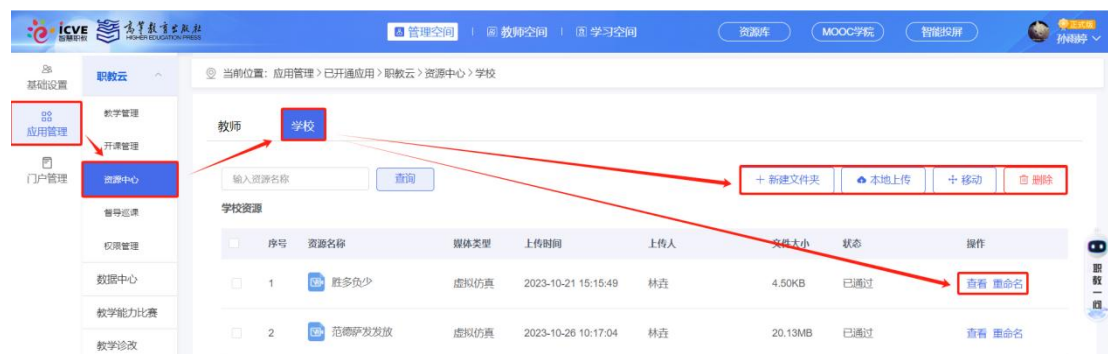 icve 智慧职教 高等教育出版社 HIGHER EDUCATION PRESS 管理空间 教师空间 学习空间 资源库 MOOC学院 智能投屏 正式版 孙雨婷
基础设置
应用管理
门户管理
职教云
教学管理
开课管理
资源中心
督导巡课
权限管理
数据中心
教学能力比赛
教学诊改
当前位置：应用管理>已开通应用>职教云>资源中心>学校
教师 学校
输入资源名称 查询 + 新建文件夹 本地上传 移动 删除
学校资源
序号 资源名称 媒体类型 上传时间 上传人 文件大小 状态 操作
1 胜多负少 虚拟仿真 2023-10-21 15:15:49 林垚 4.50KB 已通过 查看 重命名
2 范德萨发发放 虚拟仿真 2023-10-26 10:17:04 林垚 20.13MB 已通过 查看 重命名
职教一问